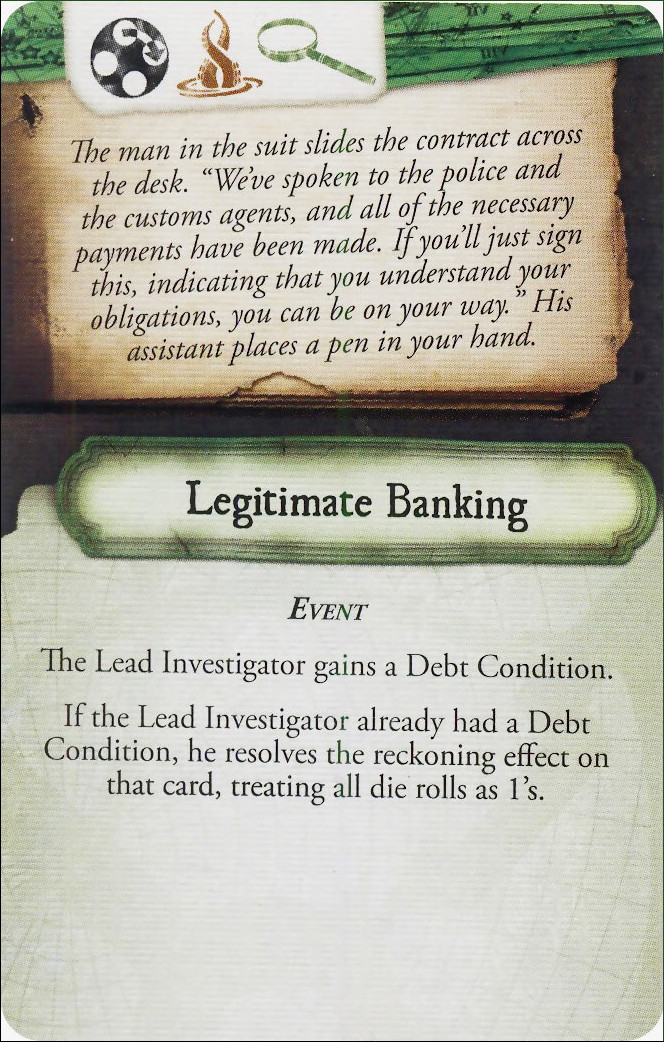 The man in the suit slides the contract across
the desk. “We’ve spoken to the police and
the customs agents, and all of the necessary
payments have been made. If you’ll just sign
this, indicating that you understand your
obligations, you can be on your way.” His
assistant places a pen in your hand.
Legitimate Banking
EVENT
The Lead Investigator gains a Debt Condition.
If the Lead Investigator already had a Debt
Condition, he resolves the reckoning effect on
that card, treating all die rolls as 1’s.